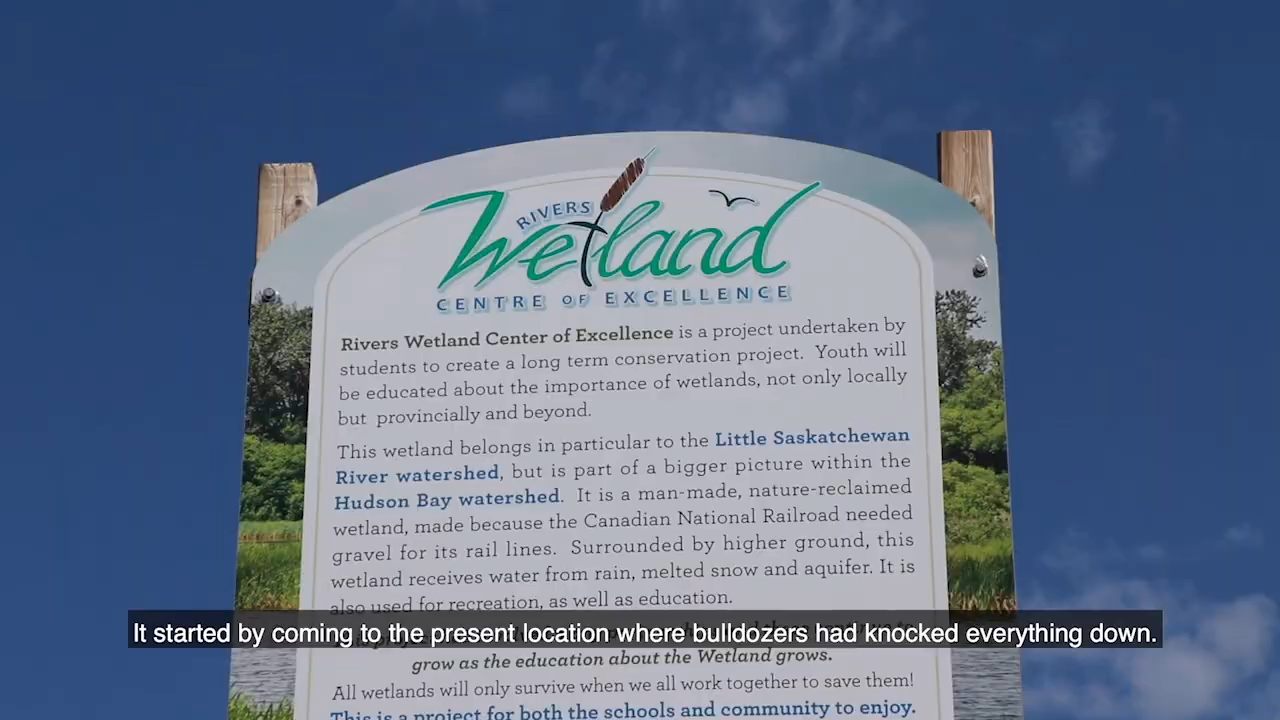 RIVERS
Wetland
CENTRE OF EXCELLENCE
Rivers Wetland Center of Excellence is a project undertaken by
students to create a long term conservation project. Youth will
be educated about the importance of wetlands, not only locally
but provincially and beyond.
This wetland belongs in particular to the Little Saskatchewan
River watershed, but is part of a bigger picture within the
Hudson Bay watershed. It is a man-made, nature-reclaimed
wetland, made because the Canadian National Railroad needed
gravel for its rail lines. Surrounded by higher ground, this
wetland receives water from rain, melted snow and aquifer. It is
also used for recreation, as well as education.
It started by coming to the present location where bulldozers had knocked everything down.
grow as the education about the Wetland grows.
All wetlands will only survive when we all work together to save them!
This is a project for both the schools and community to enjoy.